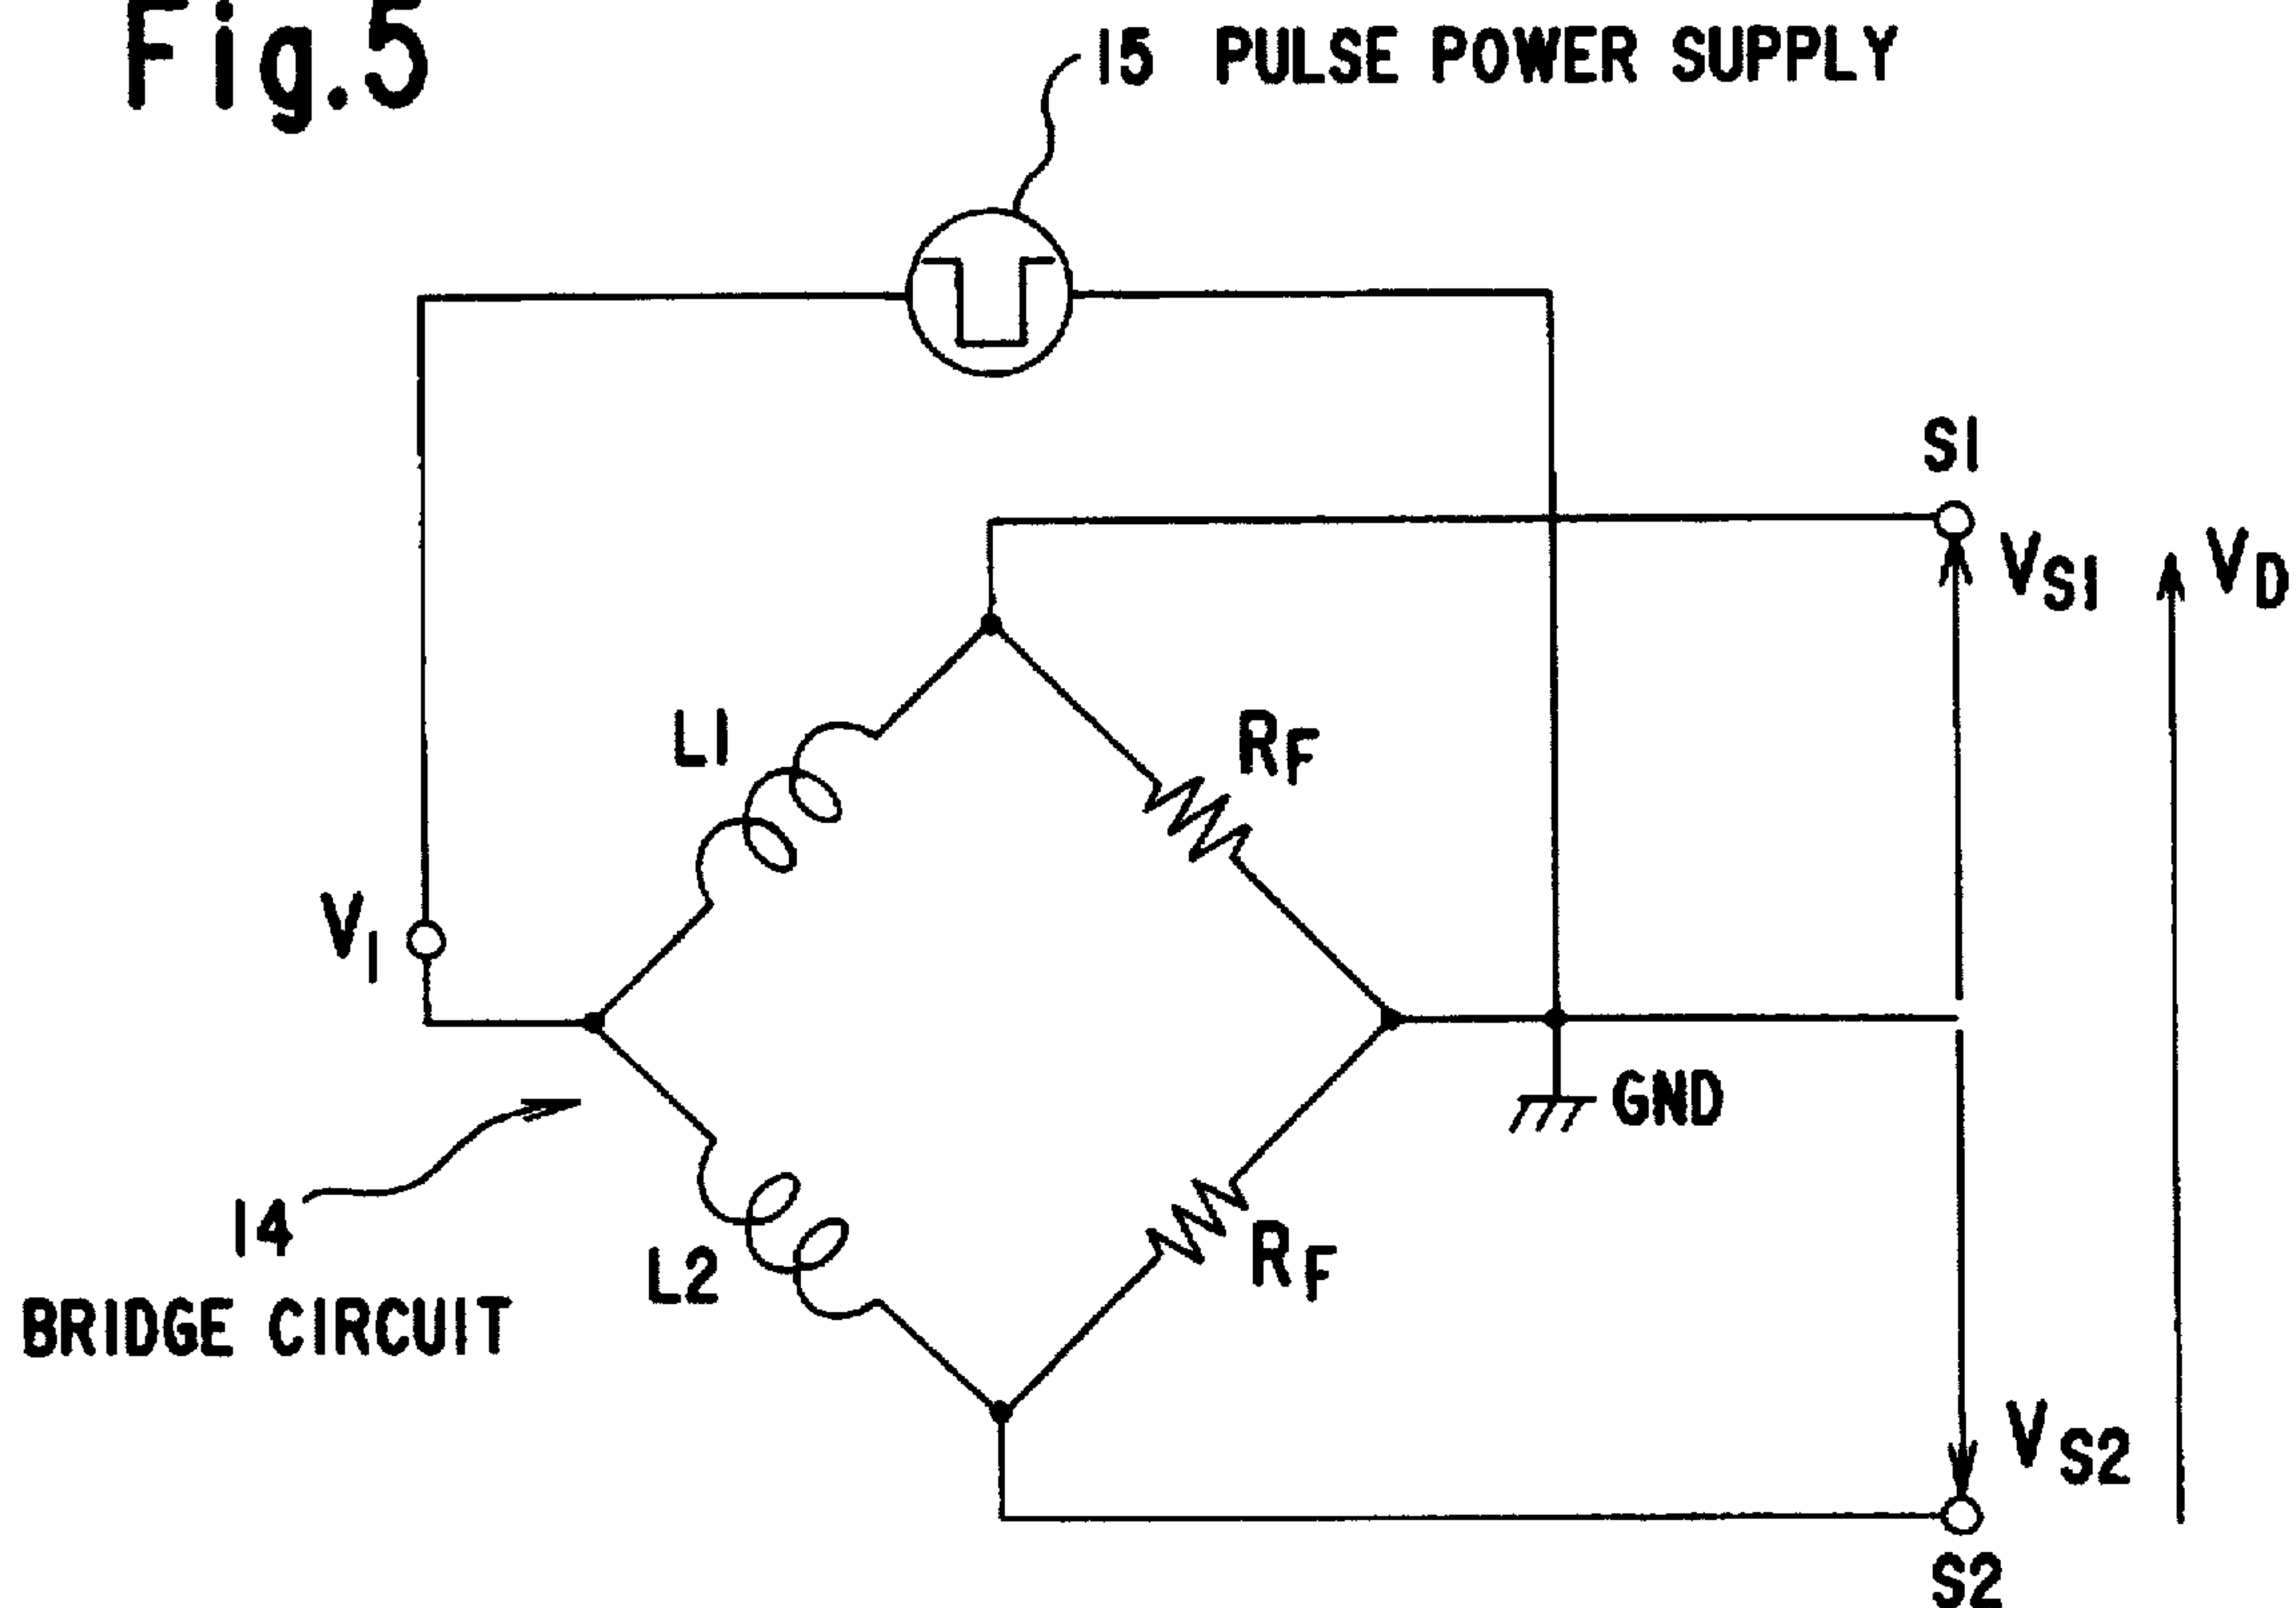 Fig.5
15 PULSE POWER SUPPLY
S1
VS1
VD
L1
RF
V1
GND
14
BRIDGE CIRCUIT
L2
RF
VS2
S2